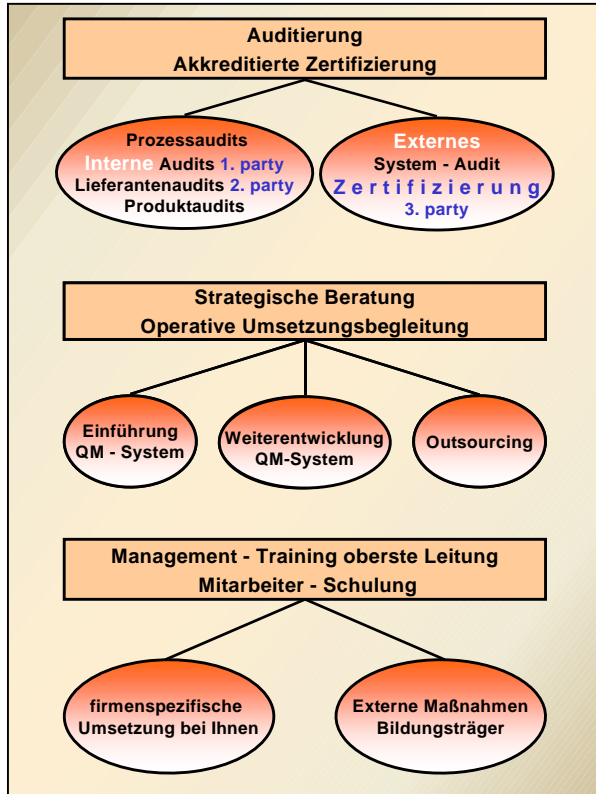 Auditierung
Akkreditierte Zertifizierung
Prozessaudits
Interne Audits 1. party
Lieferantenaudits 2. party
Produktaudits
Externes
System - Audit
Zertifizierung
3. party
Strategische Beratung
Operative Umsetzungsbegleitung
Einführung
QM - System
Weiterentwicklung
QM-System
Outsourcing
Management - Training oberste Leitung
Mitarbeiter - Schulung
firmenspezifische
Umsetzung bei Ihnen
Externe Maßnahmen
Bildungsträger